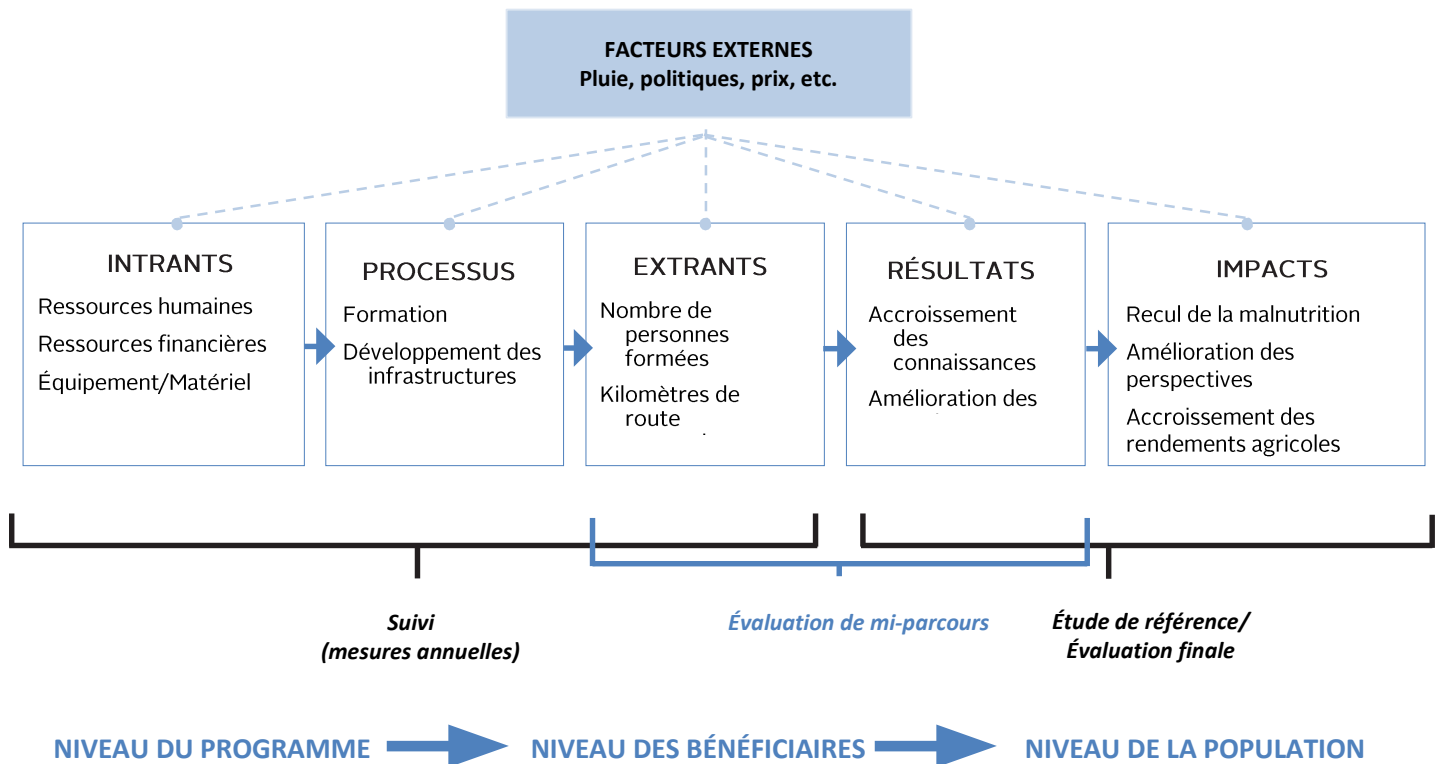 FACTEURS EXTERNES
Pluie, politiques, prix, etc.
INTRANTS
Ressources humaines
Ressources financières
Équipement/Matériel
PROCESSUS
Formation
Développement des
infrastructures
EXTRANTS
Nombre de
personnes
formées
Kilomètres de
route
RÉSULTATS
Accroissement
des
connaissances
Amélioration des
IMPACTS
Recul de la malnutrition
Amélioration des
perspectives
Accroissement des
rendements agricoles
Suivi
(mesures annuelles)
Évaluation de mi-parcours
Étude de référence/
Évaluation finale
NIVEAU DU PROGRAMME
NIVEAU DES BÉNÉFICIAIRES
NIVEAU DE LA POPULATION